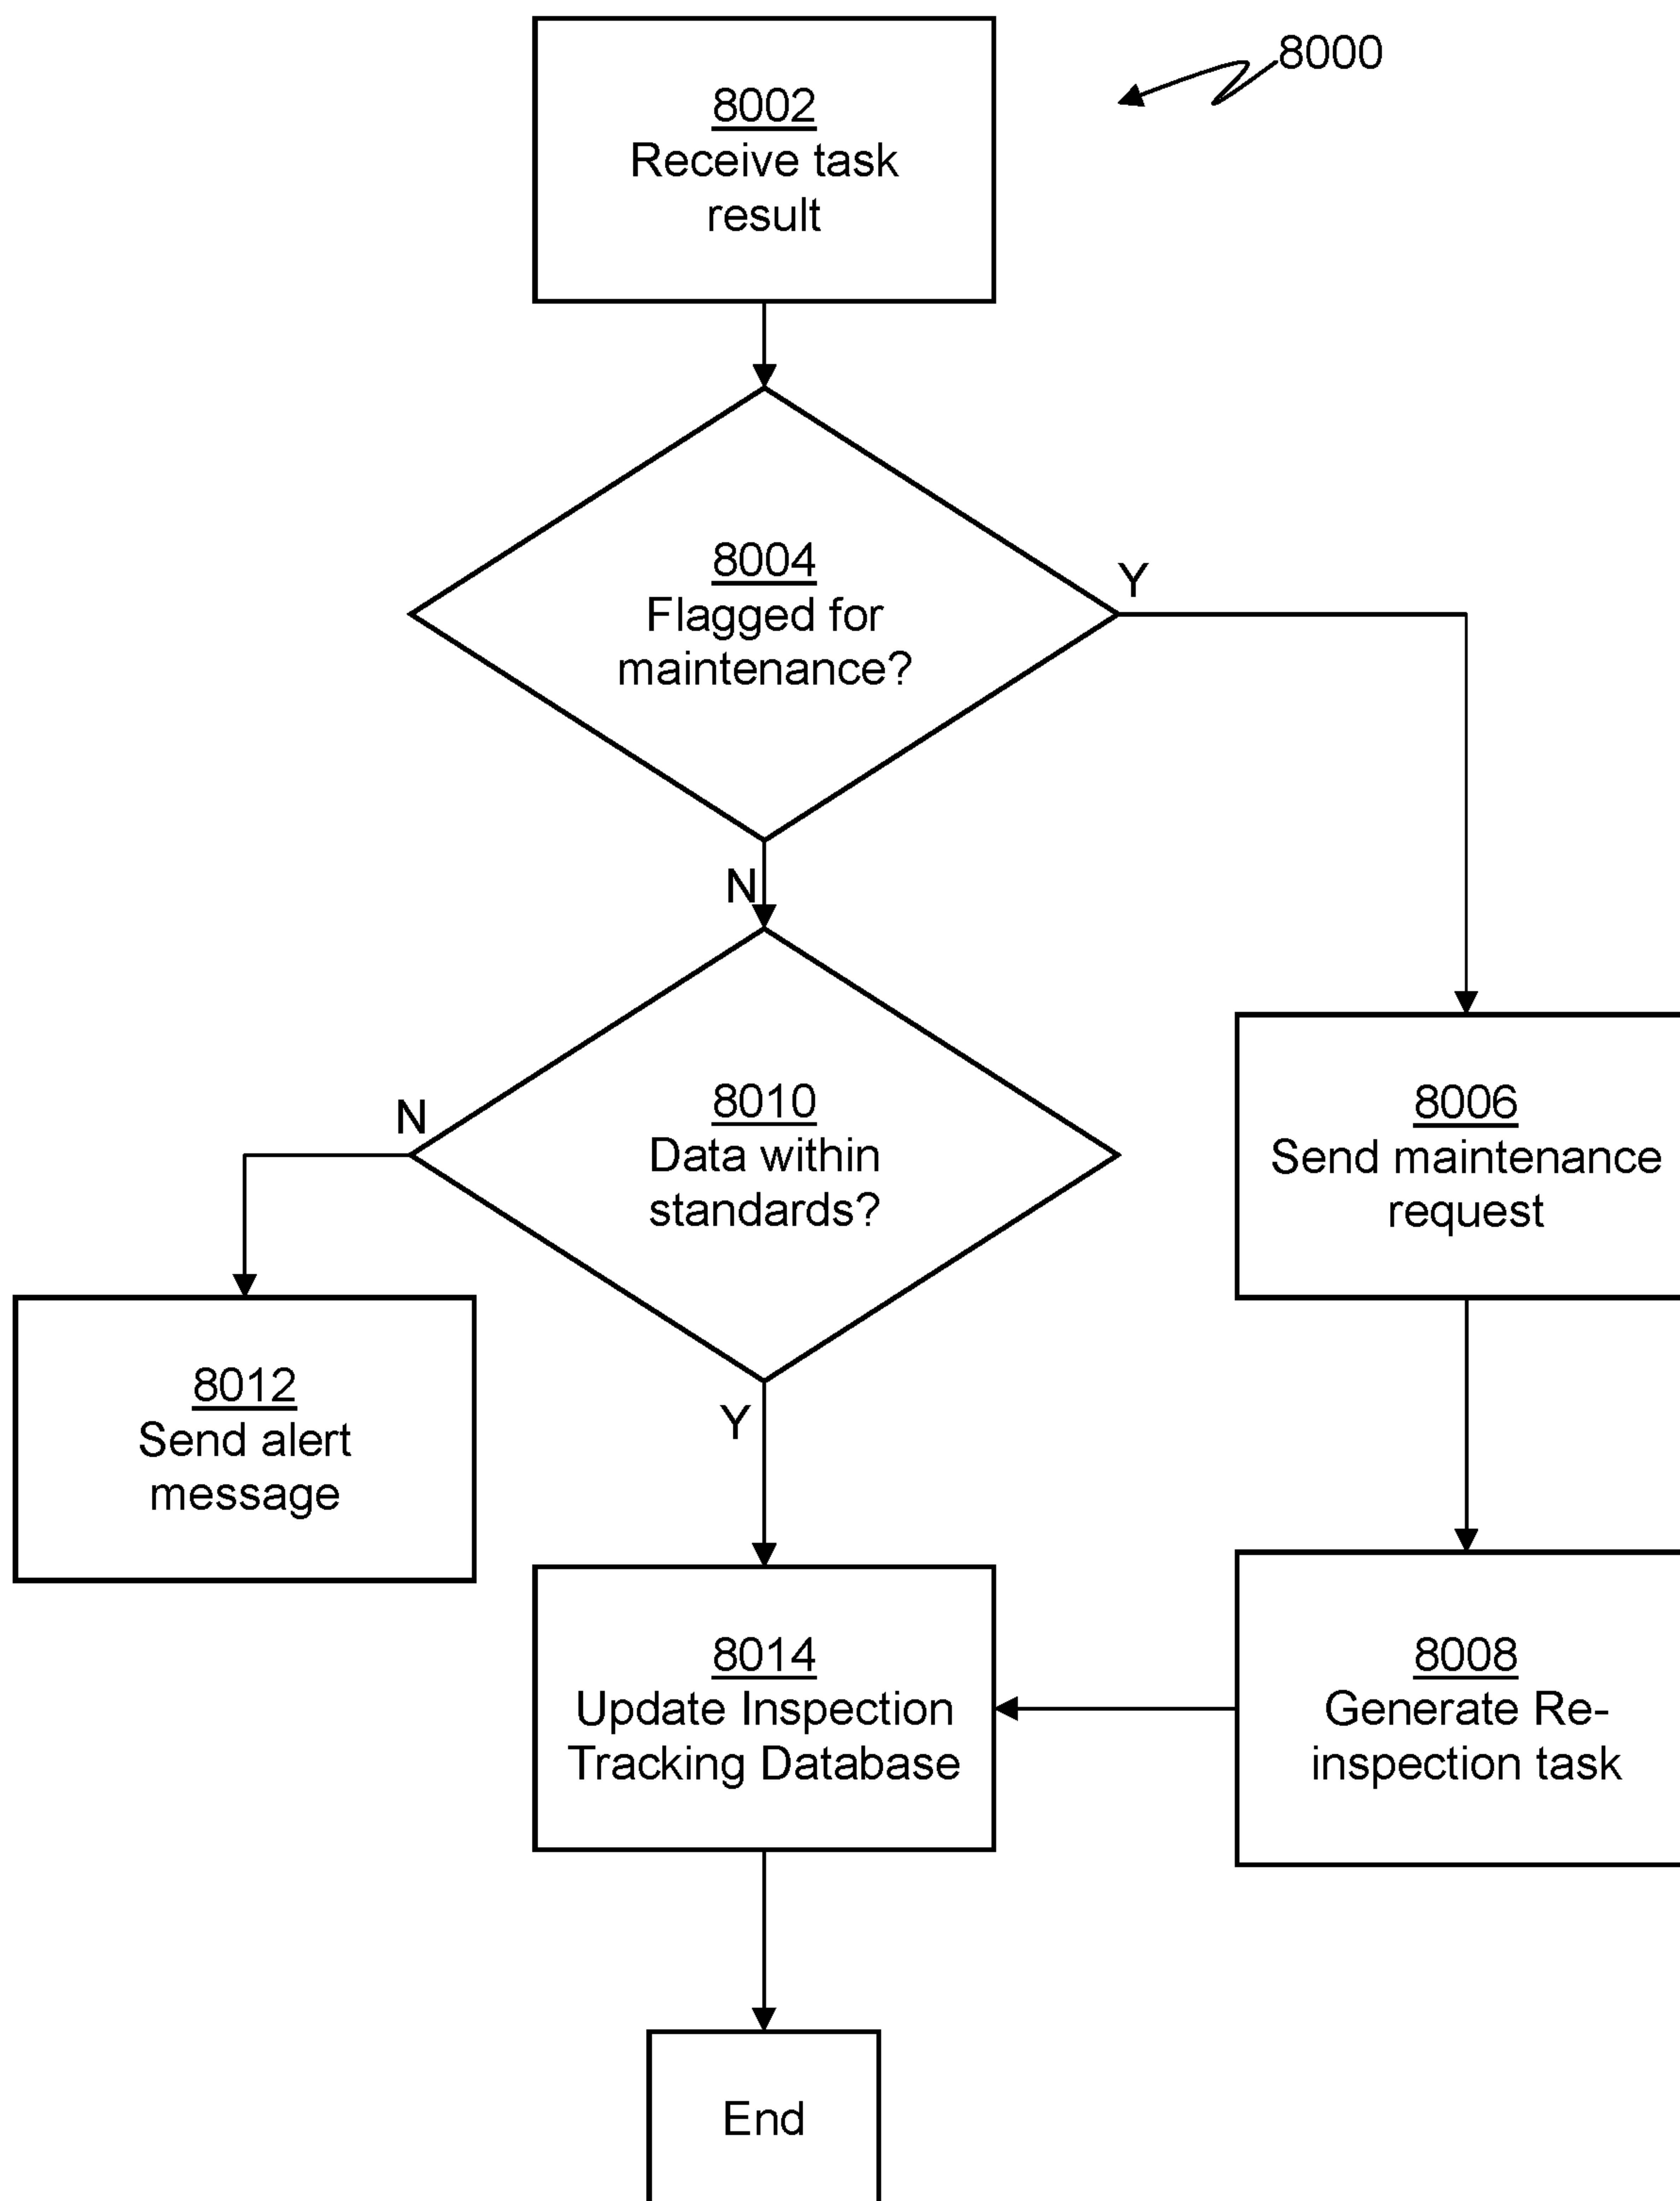 8000
8002
Receive task
result
8004
Flagged for
maintenance?
Y
N
8010
Data within
standards?
N
Y
8006
Send maintenance
request
8012
Send alert
message
8014
Update Inspection
Tracking Database
8008
Generate Re-
inspection task
End